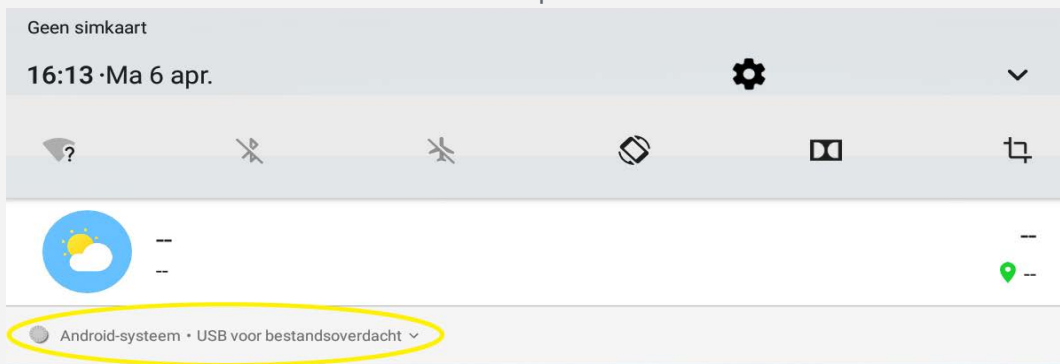 Geen simkaart
16:13 ·Ma 6 apr.
?
--
--
--
--
Android-systeem • USB voor bestandsoverdacht